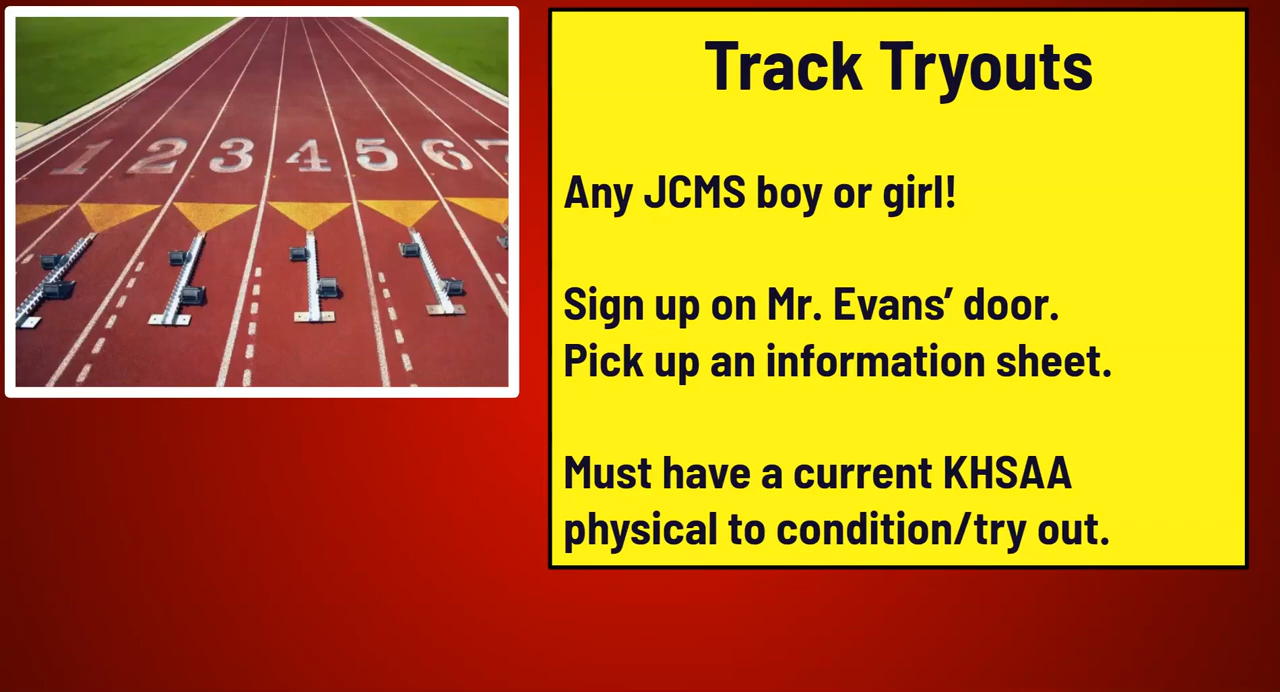 Track Tryouts
Any JCMS boy or girl!
Sign up on Mr. Evans’ door.
Pick up an information sheet.
Must have a current KHSAA
physical to condition/try out.
1 2 3 4 5 6 7